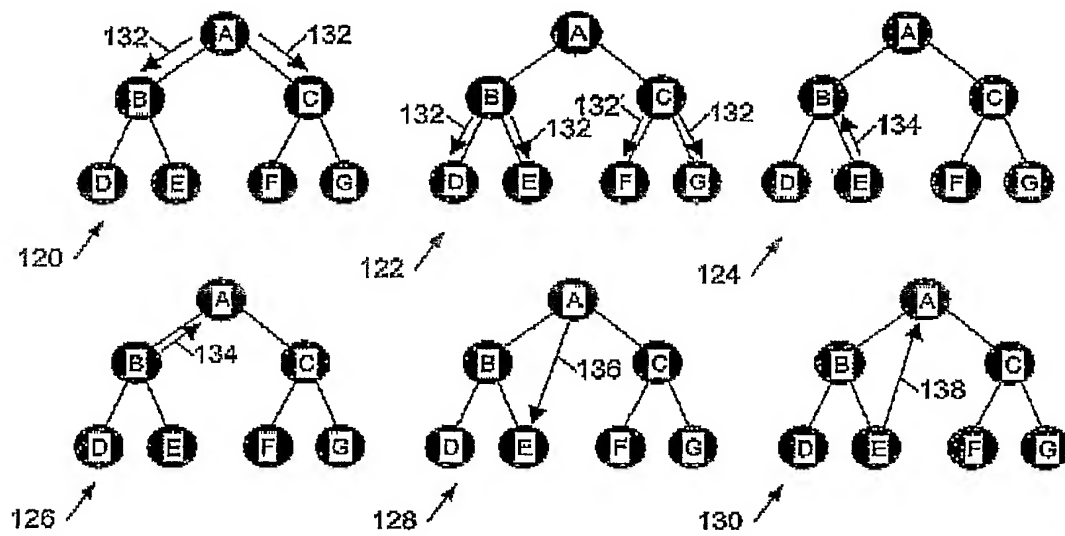 132 A 132
B C
D E F G
120
A
B C
132 132 132 132
D E F G
122
A
B C
134
D E F G
124
A
B 134 C
D E F G
126
A
B 136 C
D E F G
128
A
B C
138
D E F G
130